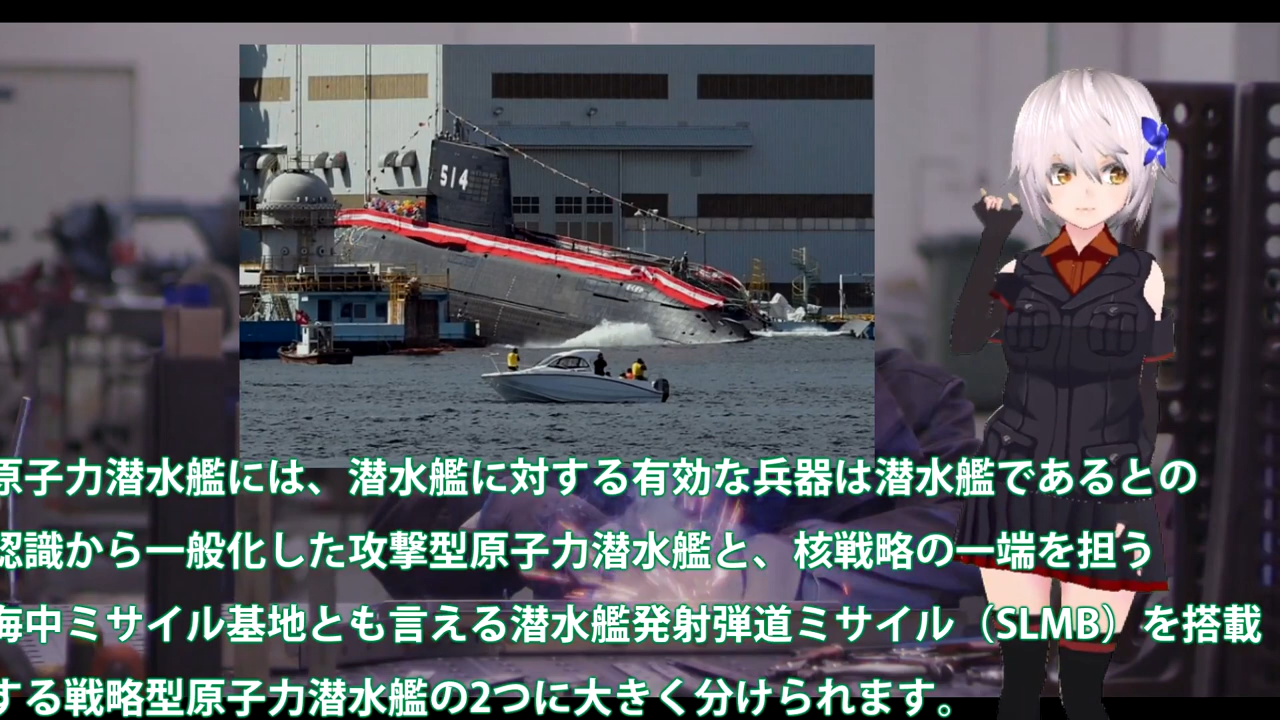 514
原子力潜水艦には、潜水艦に対する有効な兵器は潜水艦であるとの
認識から一般化した攻撃型原子力潜水艦と、核戦略の一端を担う
海中ミサイル基地とも言える潜水艦発射弾道ミサイル（SLMB）を搭載
する戦略型原子力潜水艦の2つに大きく分けられます。